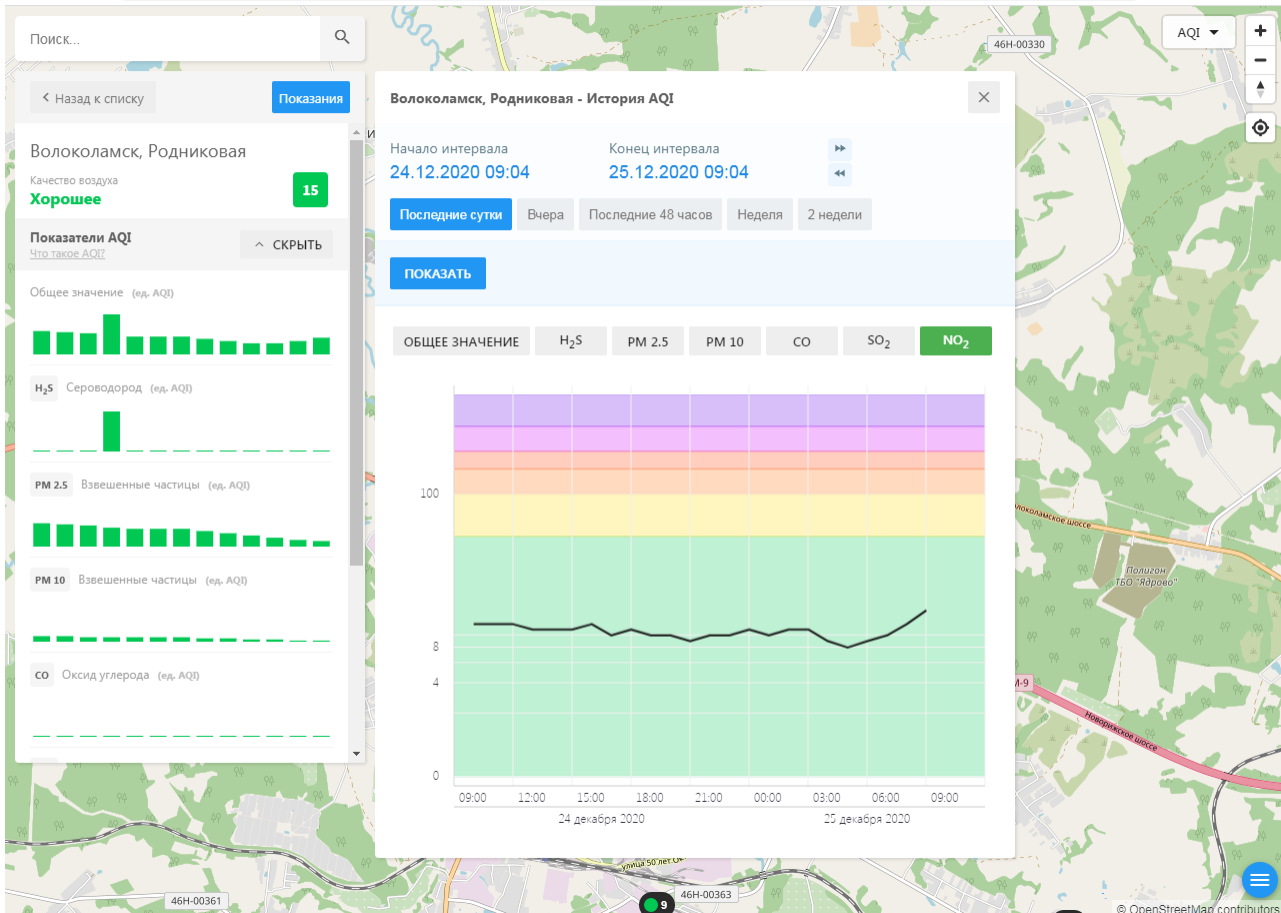 Поиск...
46Н-00330
AQI
Назад к списку
Показания
Волоколамск, Родниковая
Качество воздуха
Хорошее
15
Показатели AQI
Что такое AQI?
СКРЫТЬ
Общее значение (ед. AQI)
H₂S Сероводород (ед. AQI)
PM 2.5 Взвешенные частицы (ед. AQI)
PM 10 Взвешенные частицы (ед. AQI)
CO Оксид углерода (ед. AQI)
Волоколамск, Родниковая - История AQI
Начало интервала
24.12.2020 09:04
Конец интервала
25.12.2020 09:04
Последние сутки
Вчера
Последние 48 часов
Неделя
2 недели
ПОКАЗАТЬ
ОБЩЕЕ ЗНАЧЕНИЕ
H₂S
PM 2.5
PM 10
CO
SO₂
NO₂
100
8
4
0
09:00 12:00 15:00 18:00 21:00 00:00 03:00 06:00 09:00
24 декабря 2020
25 декабря 2020
олоколамское шоссе
Полигон
ТБО "Ядрово"
М-9
Новорижское шоссе
улица 50 лет Ок
46Н-00361
46Н-00363
9
© OpenStreetMap contributors